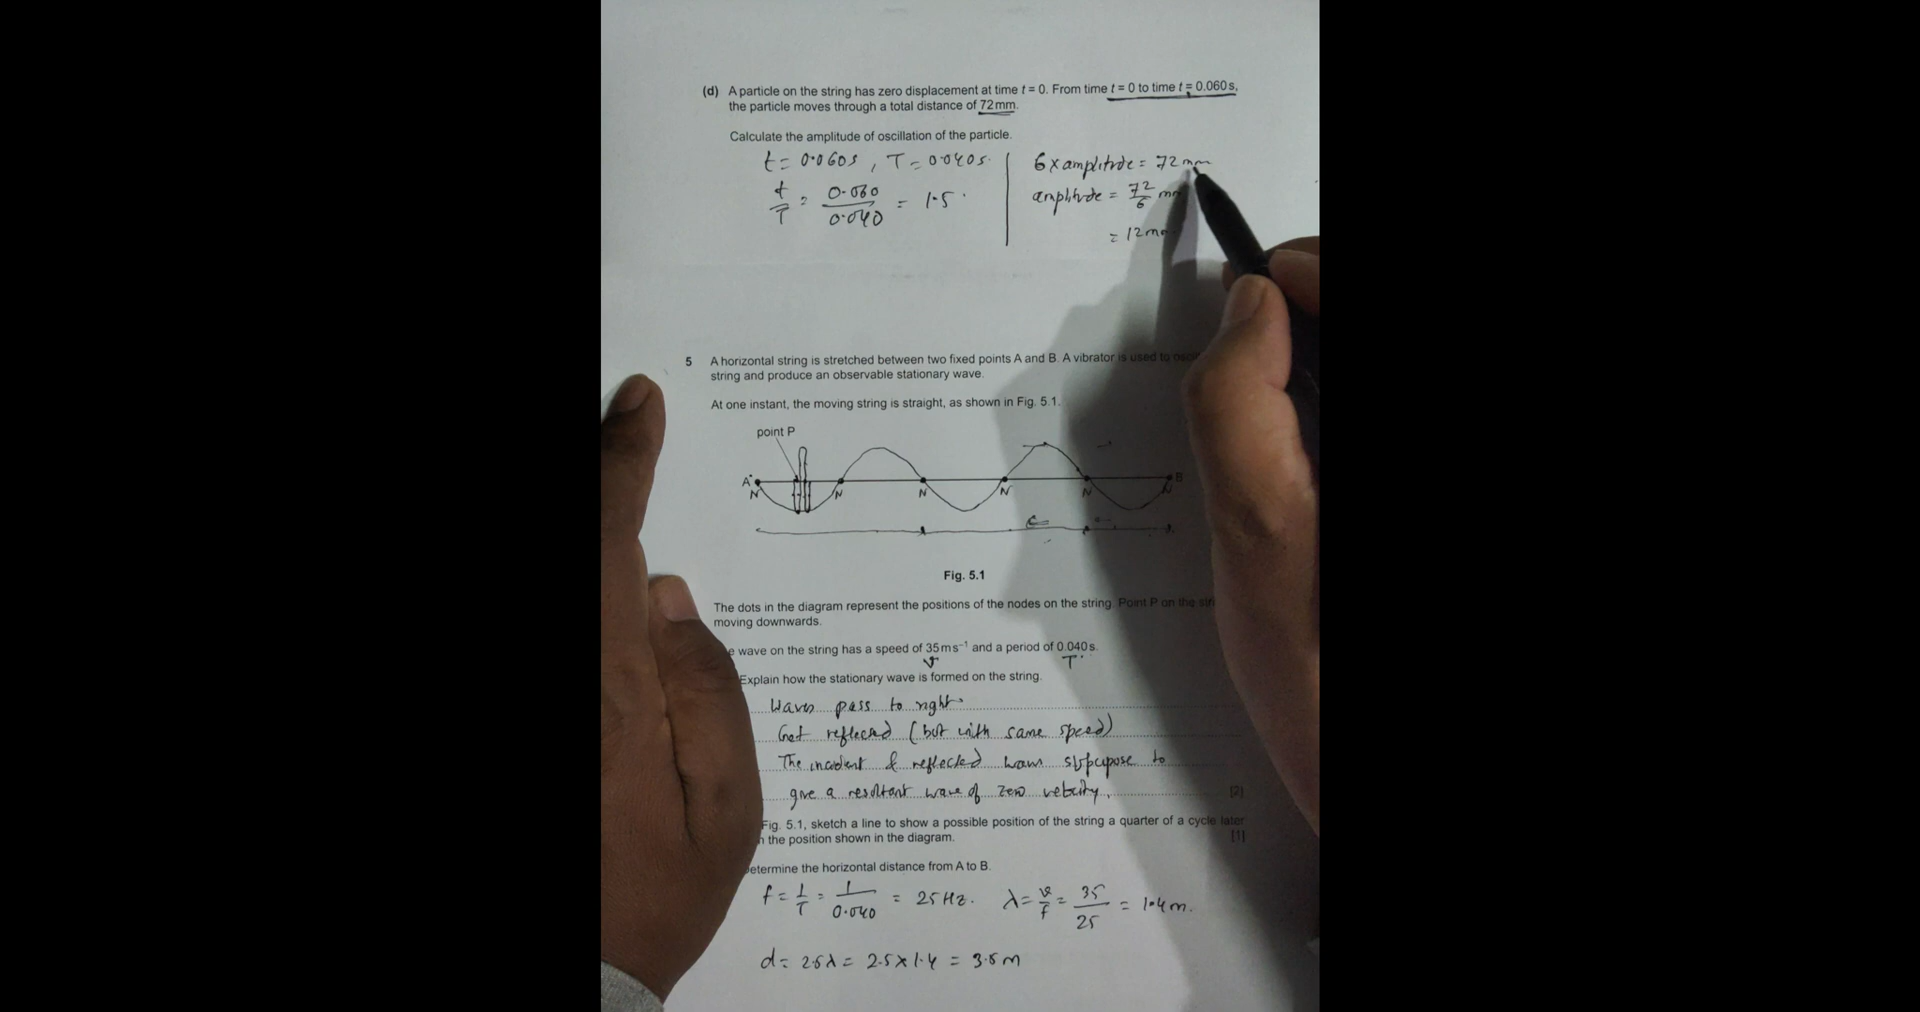 (d) A particle on the string has zero displacement at time t = 0. From time t = 0 to time t = 0.060s,
the particle moves through a total distance of 72mm.
Calculate the amplitude of oscillation of the particle.
t = 0.060s , T = 0.040s.
t/T = 0.060/0.040 = 1.5
6 x amplitude = 72mm
amplitude = 72/6 mm
= 12mm
5 A horizontal string is stretched between two fixed points A and B. A vibrator is used to
string and produce an observable stationary wave.
At one instant, the moving string is straight, as shown in Fig. 5.1.
point P
A B
N N N N N N
Fig. 5.1
The dots in the diagram represent the positions of the nodes on the string. Point P on the
moving downwards.
wave on the string has a speed of 35ms⁻¹ and a period of 0.040s.
v T
Explain how the stationary wave is formed on the string.
Waves pass to right
Get reflected (but with same speed)
The incident & reflected waves to
give a resultant wave of zero velocity.
[2]
Fig. 5.1, sketch a line to show a possible position of the string a quarter of a cycle later
the position shown in the diagram. [1]
etermine the horizontal distance from A to B.
f = 1/T = 1/0.040 = 25 Hz. λ = v/f = 35/25 = 1.4m.
d = 2.5λ = 2.5 x 1.4 = 3.5m